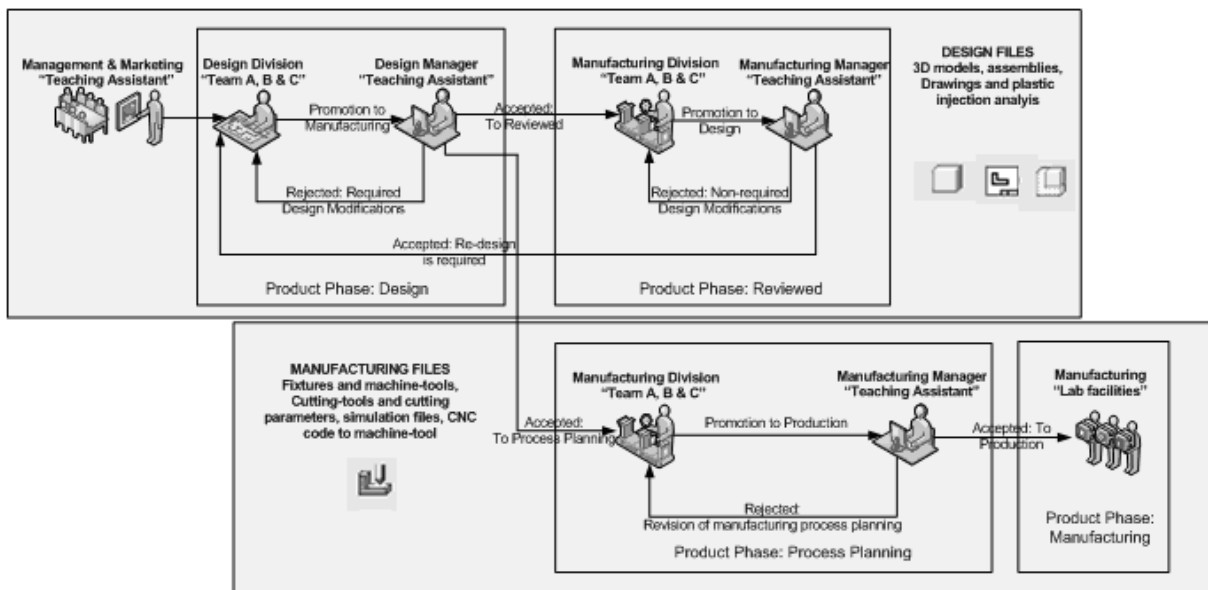 Management & Marketing
"Teaching Assistant"
Design Division
"Team A, B & C"
Design Manager
"Teaching Assistant"
Promotion to
Manufacturing
Rejected: Required
Design Modifications
Accepted:
To Reviewed
Manufacturing Division
"Team A, B & C"
Manufacturing Manager
"Teaching Assistant"
Promotion to
Design
Rejected: Non-required
Design Modifications
Accepted: Re-design
is required
Product Phase: Design
Product Phase: Reviewed
DESIGN FILES
3D models, assemblies,
Drawings and plastic
injection analyis
MANUFACTURING FILES
Fixtures and machine-tools,
Cutting-tools and cutting
parameters, simulation files, CNC
code to machine-tool
Accepted:
To Process Planning
Manufacturing Division
"Team A, B & C"
Manufacturing Manager
"Teaching Assistant"
Promotion to Production
Rejected:
Revision of manufacturing process planning
Product Phase: Process Planning
Accepted: To
Production
Manufacturing
"Lab facilities"
Product Phase:
Manufacturing